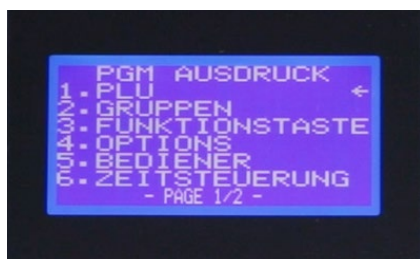 PGM AUSDRUCK
1.PLU ←
2.GRUPPEN
3.FUNKTIONSTASTE
4.OPTIONS
5.BEDIENER
6.ZEITSTEUERUNG
- PAGE 1/2 -